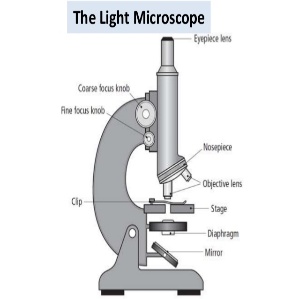 The Light Microscope
Eyepiece lens
Coarse focus knob
Fine focus knob
Nosepiece
Objective lens
Clip
Stage
Diaphragm
Mirror